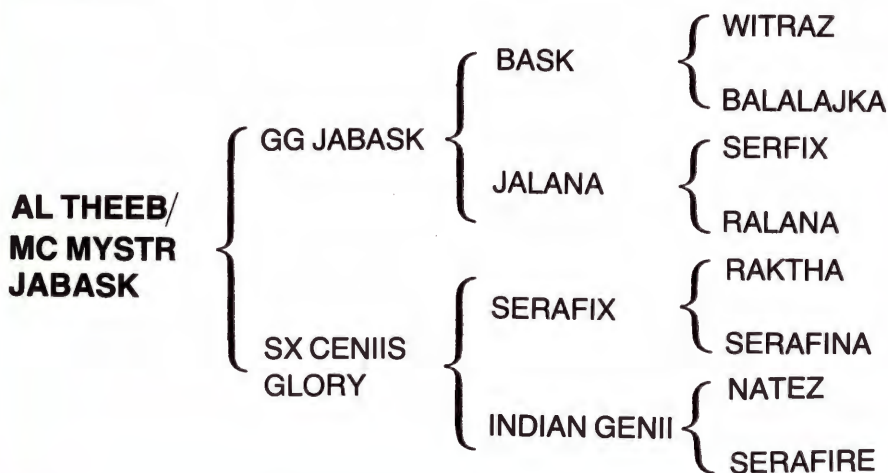 AL THEEB/
MC MYSTR
JABASK
GG JABASK
SX CENIIS
GLORY
BASK
JALANA
SERAFIX
INDIAN GENII
WITRAZ
BALALAJKA
SERFIX
RALANA
RAKTHA
SERAFINA
NATEZ
SERAFIRE